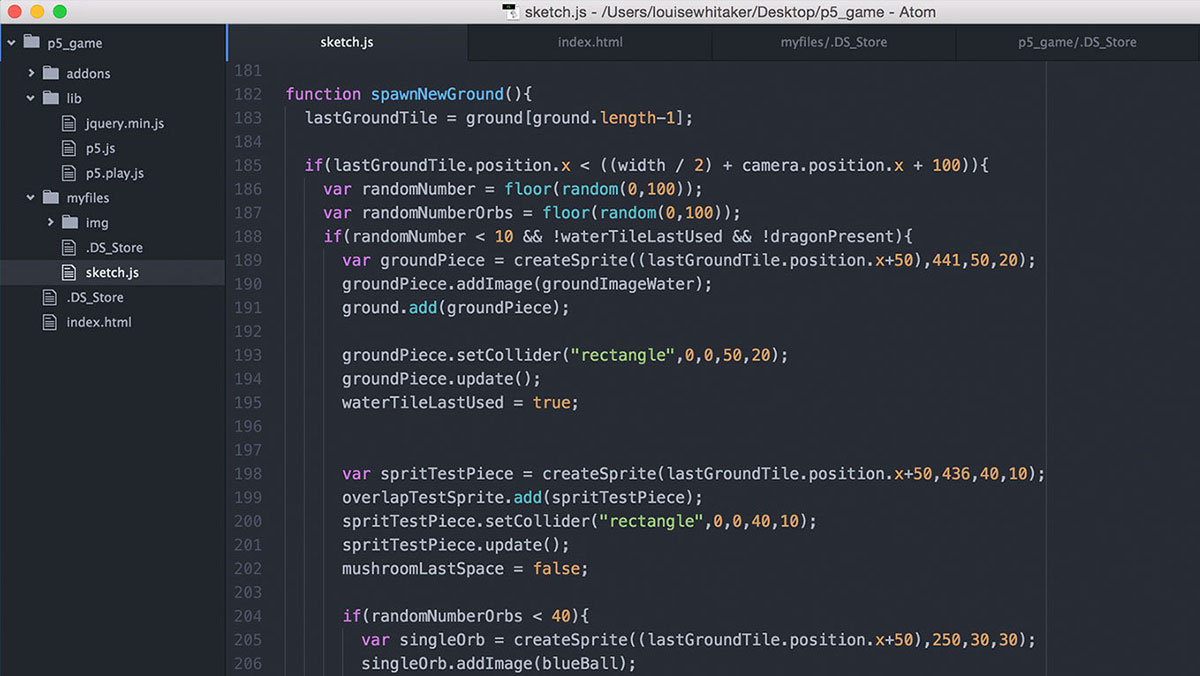 sketch.js - /Users/louisewhitaker/Desktop/p5_game - Atom
p5_game
addons
lib
jquery.min.js
p5.js
p5.play.js
myfiles
img
.DS_Store
sketch.js
.DS_Store
index.html
sketch.js index.html myfiles/.DS_Store p5_game/.DS_Store
181
182 function spawnNewGround(){
183   lastGroundTile = ground[ground.length-1];
184
185   if(lastGroundTile.position.x < ((width / 2) + camera.position.x + 100)){
186     var randomNumber = floor(random(0,100));
187     var randomNumberOrbs = floor(random(0,100));
188     if(randomNumber < 10 && !waterTileLastUsed && !dragonPresent){
189       var groundPiece = createSprite((lastGroundTile.position.x+50),441,50,20);
190       groundPiece.addImage(groundImageWater);
191       ground.add(groundPiece);
192
193       groundPiece.setCollider("rectangle",0,0,50,20);
194       groundPiece.update();
195       waterTileLastUsed = true;
196
197
198       var spritTestPiece = createSprite(lastGroundTile.position.x+50,436,40,10);
199       overlapTestSprite.add(spritTestPiece);
200       spritTestPiece.setCollider("rectangle",0,0,40,10);
201       spritTestPiece.update();
202       mushroomLastSpace = false;
203
204       if(randomNumberOrbs < 40){
205         var singleOrb = createSprite((lastGroundTile.position.x+50),250,30,30);
206         singleOrb.addImage(blueBall);